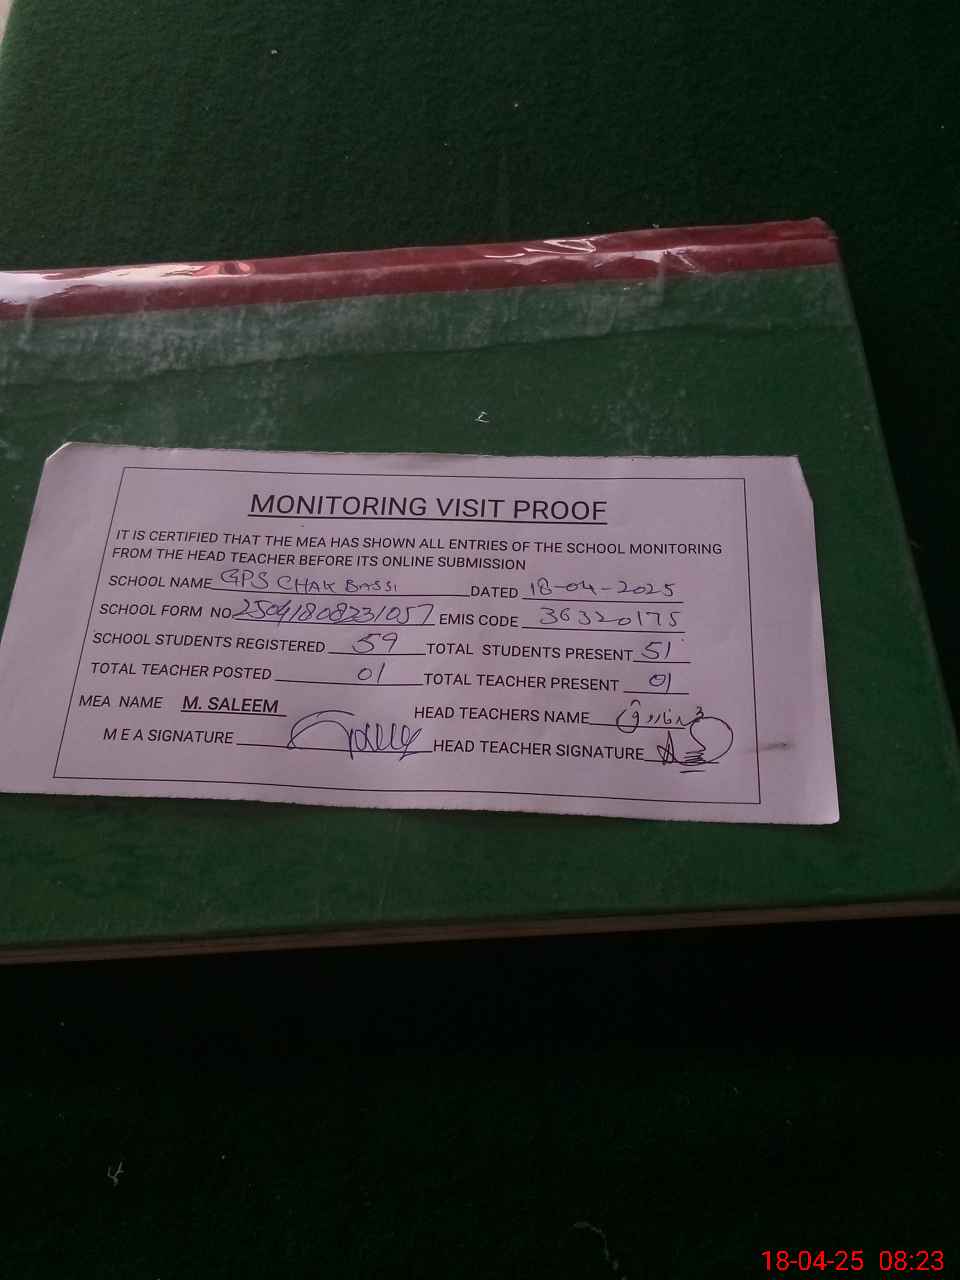 MONITORING VISIT PROOF
IT IS CERTIFIED THAT THE MEA HAS SHOWN ALL ENTRIES OF THE SCHOOL MONITORING
FROM THE HEAD TEACHER BEFORE ITS ONLINE SUBMISSION
SCHOOL NAME GPS CHAK BASSI DATED 18-04-2025
SCHOOL FORM NO 25041808231057 EMIS CODE 36320175
SCHOOL STUDENTS REGISTERED 59 TOTAL STUDENTS PRESENT 51
TOTAL TEACHER POSTED 01 TOTAL TEACHER PRESENT 01
MEA NAME M. SALEEM HEAD TEACHERS NAME محمد فاروق
M E A SIGNATURE HEAD TEACHER SIGNATURE
18-04-25 08:23